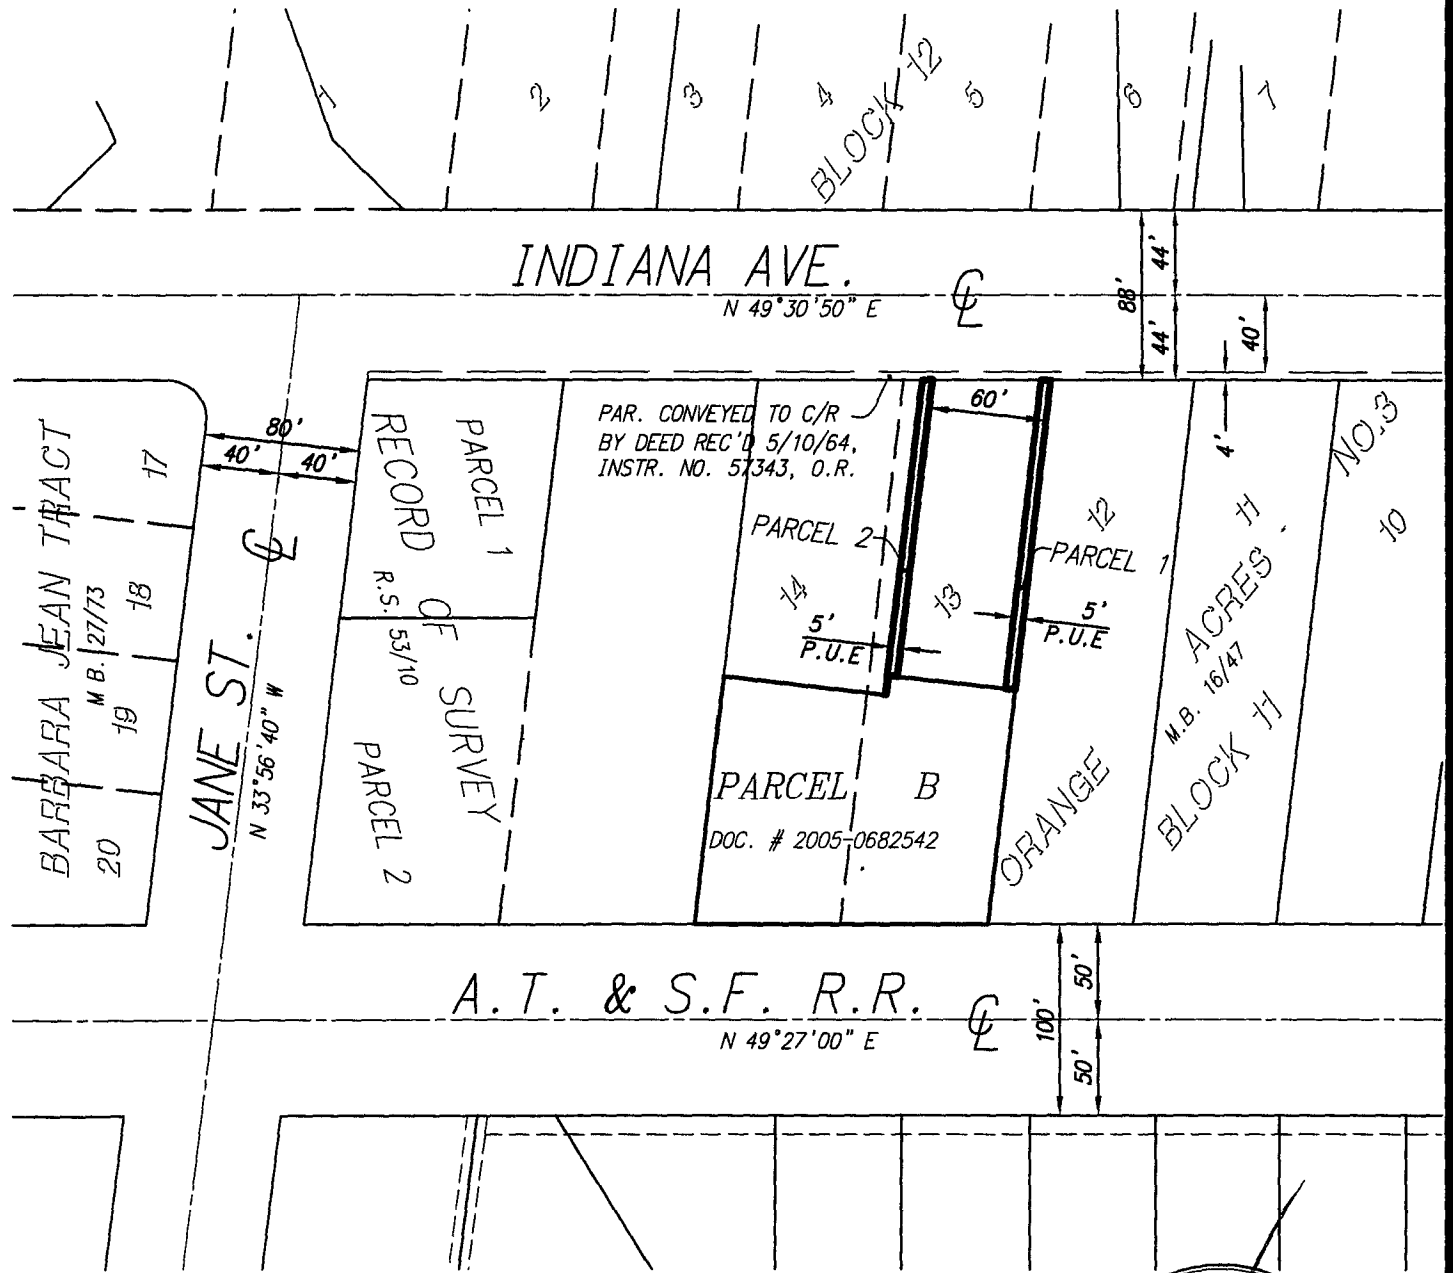 1
2
3
4
5
6
7
BLOCK 12
INDIANA AVE.
N 49°30'50" E
℄
88'
44'
44'
40'
4'
PAR. CONVEYED TO C/R
BY DEED REC'D 5/10/64,
INSTR. NO. 57343, O.R.
60'
80'
40'
40'
BARBARA JEAN TRACT
M.B. 27/73
17
18
19
20
JANE ST.
℄
N 33°56'40" W
RECORD OF SURVEY
R.S. 53/10
PARCEL 1
PARCEL 2
PARCEL 2
PARCEL 1
14
13
12
11
10
5'
P.U.E
5'
P.U.E
ORANGE ACRES NO.3
M.B. 16/47
BLOCK 11
PARCEL B
DOC. # 2005-0682542
A.T. & S.F. R.R.
℄
N 49°27'00" E
100'
50'
50'